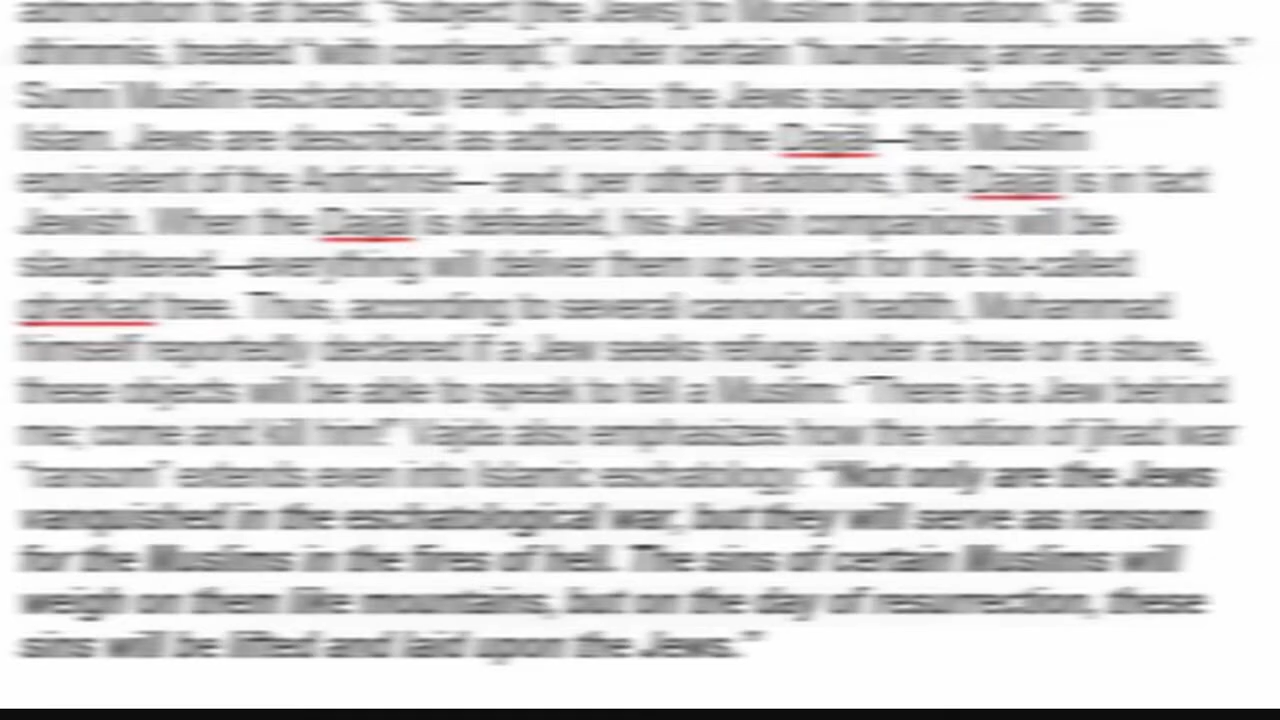 admonition to at best, "subject the Jews to Muslim domination," as
dhimmis, treated "with contempt," under certain "humiliating arrangements."
Sunni Muslim eschatology emphasizes the Jews supreme hostility toward
Islam. Jews are described as adherents of the Dajjâl—the Muslim
equivalent of the Antichrist— and, per other traditions, the Dajjâl is in fact
Jewish. When the Dajjâl is defeated, his Jewish companions will be
slaughtered—everything will deliver them up except for the so-called
gharkad tree. Thus, according to several canonical hadith, Muhammad
himself reportedly declared if a Jew seeks refuge under a tree or a stone,
these objects will be able to speak to tell a Muslim: "There is a Jew behind
me; come and kill him!" Vajda also emphasizes how the notion of jihad war
"ransom" extends even into Islamic eschatology: "Not only are the Jews
vanquished in the eschatological war, but they will serve as ransom
for the Muslims in the fires of hell. The sins of certain Muslims will
weigh on them like mountains, but on the day of resurrection, these
sins will be lifted and laid upon the Jews."